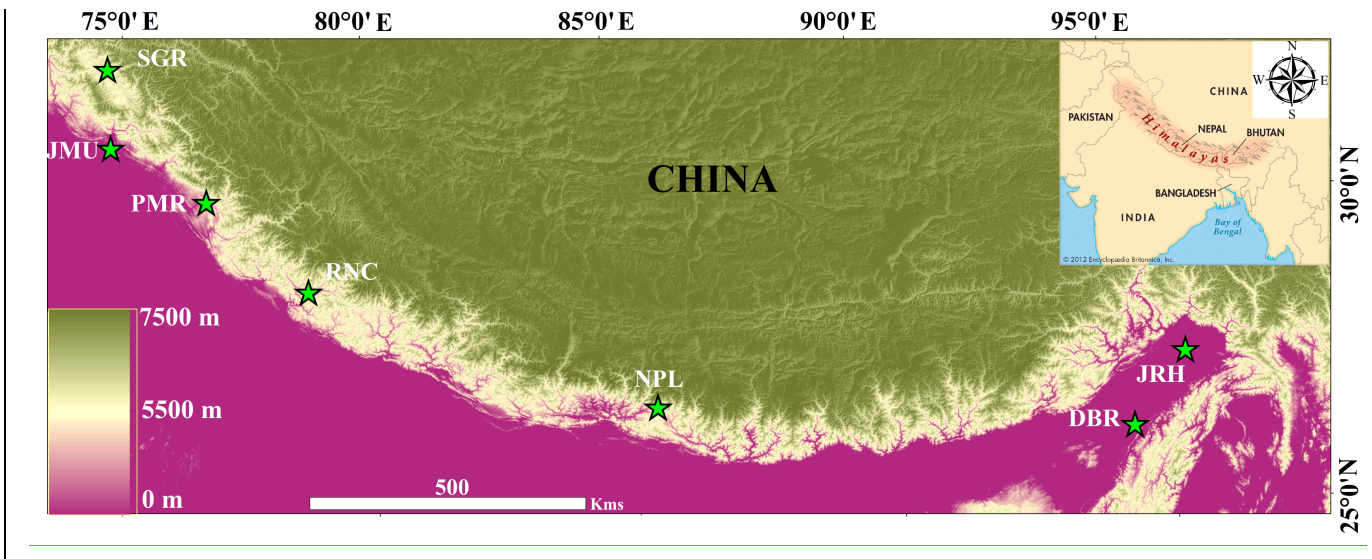 75°0' E 80°0' E 85°0' E 90°0' E 95°0' E
SGR
JMU
PMR
RNC
NPL
JRH
DBR
CHINA
7500 m
5500 m
0 m
500
Kms
30°0'N
25°0'N
N
W E
S
CHINA
PAKISTAN
Himalayas
NEPAL
BHUTAN
BANGLADESH
INDIA
Bay of
Bengal
© 2012 Encyclopædia Britannica, Inc.